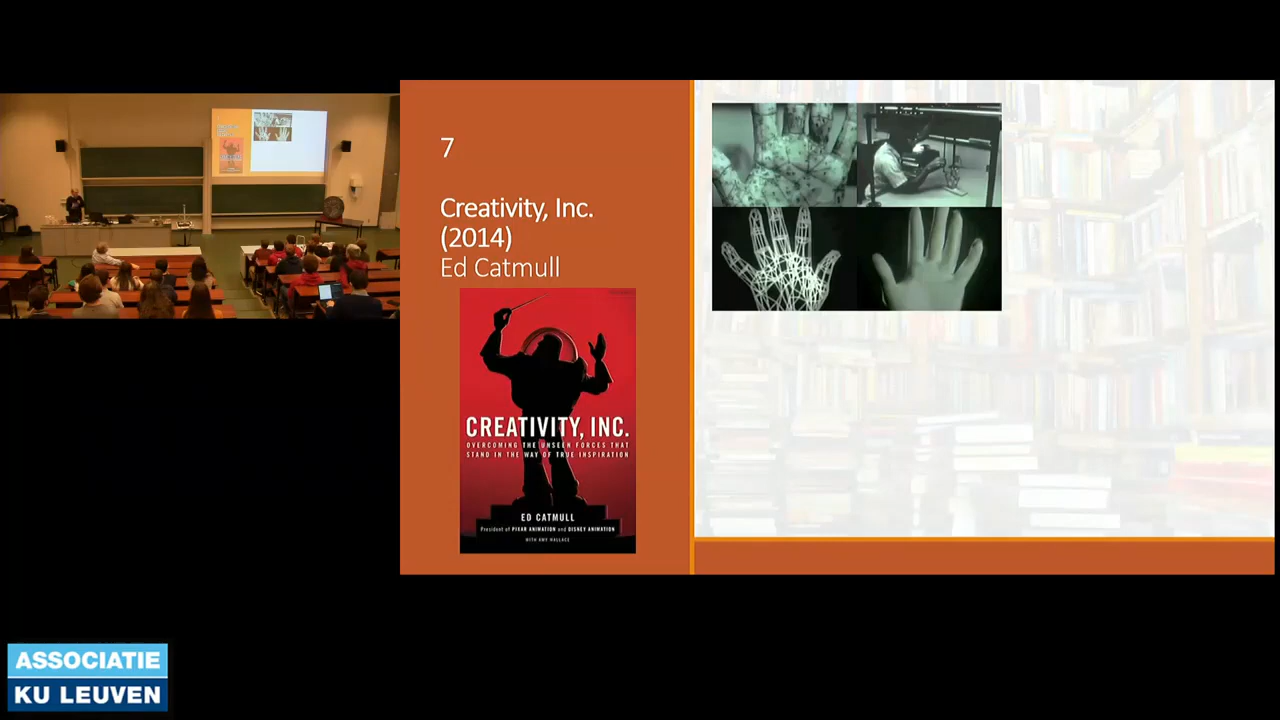 7
Creativity, Inc.
(2014)
Ed Catmull
CREATIVITY, INC.
OVERCOMING THE UNSEEN FORCES THAT
STAND IN THE WAY OF TRUE INSPIRATION
ED CATMULL
President of PIXAR ANIMATION and DISNEY ANIMATION
WITH AMY WALLACE
ASSOCIATIE
KU LEUVEN